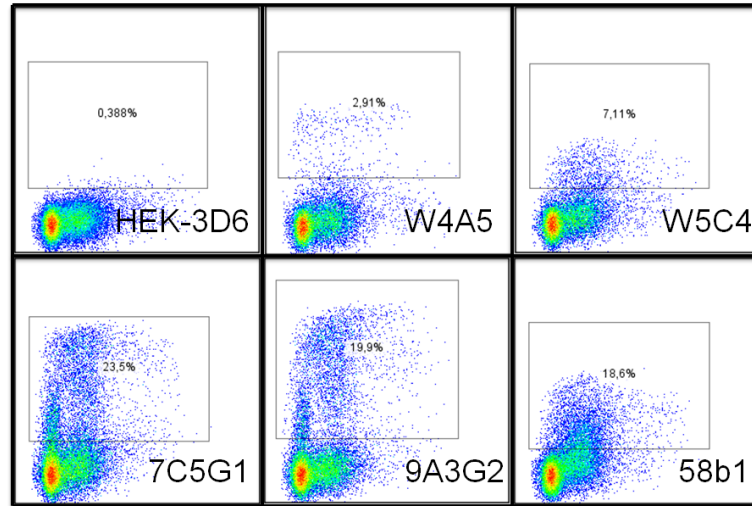 0,388%
HEK-3D6
2,91%
W4A5
7,11%
W5C4
23,5%
7C5G1
19,9%
9A3G2
18,6%
58b1